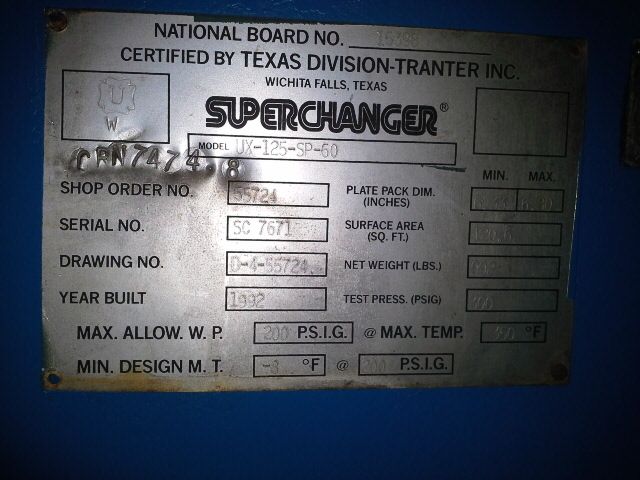 NATIONAL BOARD NO.
CERTIFIED BY TEXAS DIVISION-TRANTER INC.
WICHITA FALLS, TEXAS
U
W
SUPERCHANGER®
MODEL UX-125-SP-60
CRN7474.8
MIN. MAX.
SHOP ORDER NO. 55724 PLATE PACK DIM. (INCHES)
SERIAL NO. SC 7671 SURFACE AREA (SQ. FT.)
DRAWING NO. D-4-55724 NET WEIGHT (LBS.)
YEAR BUILT 1992 TEST PRESS. (PSIG) 300
MAX. ALLOW. W. P. 200 P.S.I.G. @ MAX. TEMP. °F
MIN. DESIGN M. T. °F @ 200 P.S.I.G.